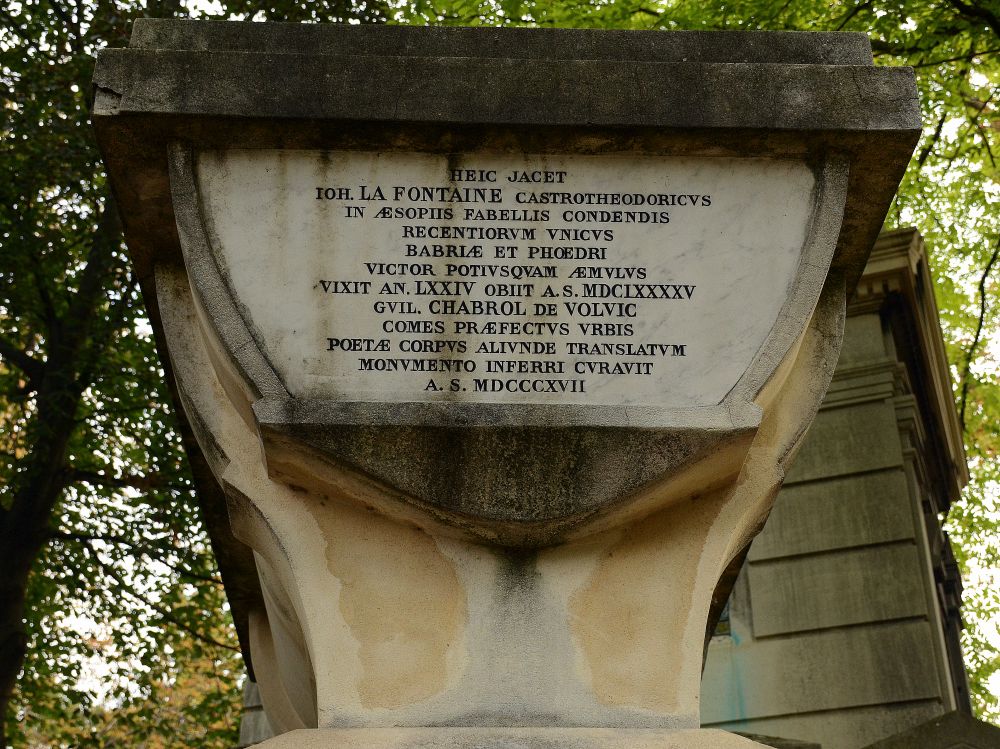 HEIC JACET
IOH. LA FONTAINE CASTROTHEODORICVS
IN ÆSOPIIS FABELLIS CONDENDIS
RECENTIORVM VNICVS
BABRIÆ ET PHŒDRI
VICTOR POTIVSQVAM ÆMVLVS
VIXIT AN. LXXIV OBIIT A.S. MDCLXXXXV
GVIL. CHABROL DE VOLVIC
COMES PRÆFECTVS VRBIS
POETÆ CORPVS ALIVNDE TRANSLATVM
MONVMENTO INFERRI CVRAVIT
A.S. MDCCCXVII